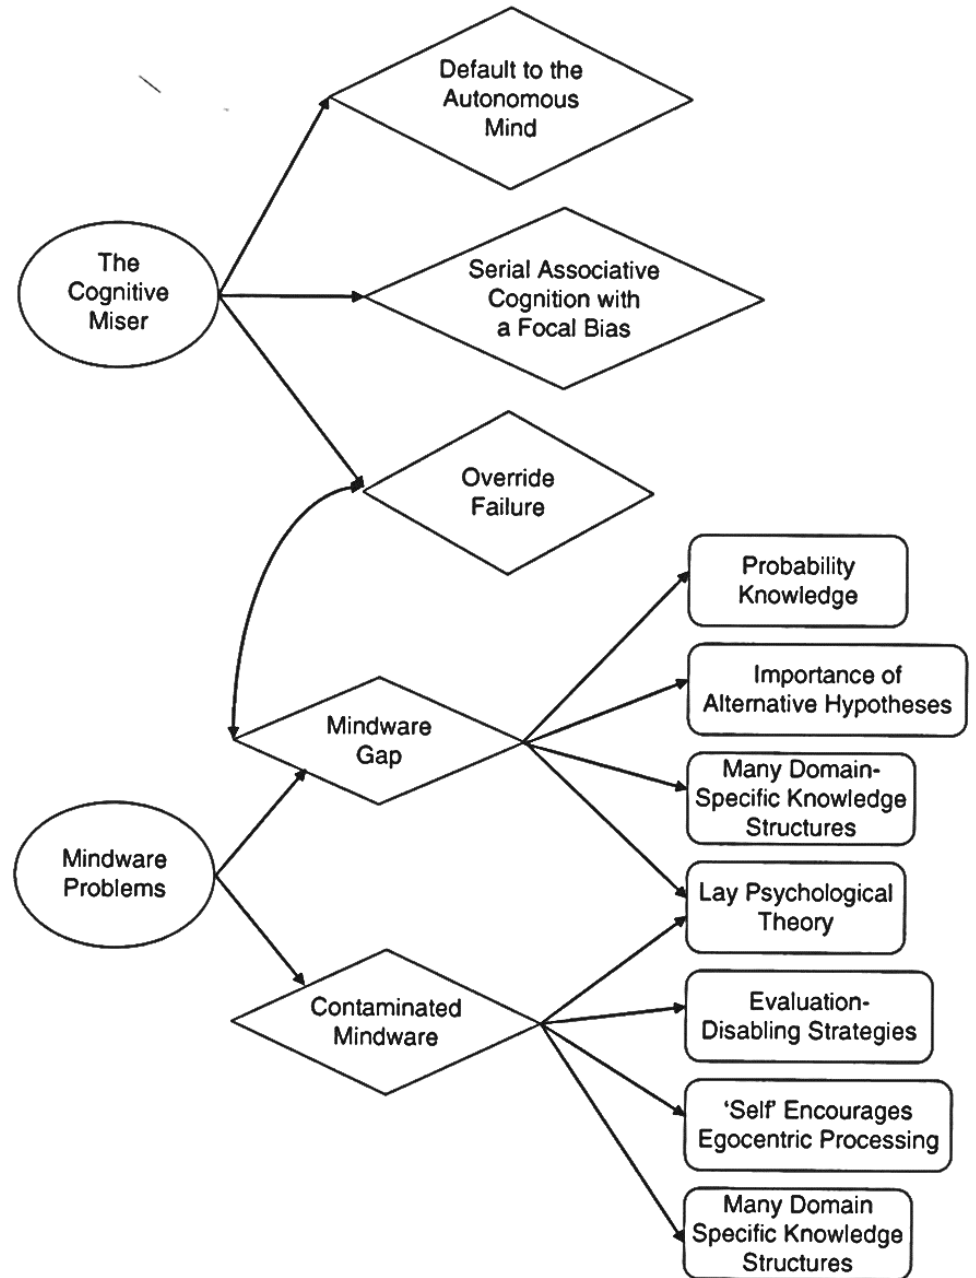 Default to the
Autonomous
Mind
The
Cognitive
Miser
Serial Associative
Cognition with
a Focal Bias
Override
Failure
Probability
Knowledge
Importance of
Alternative Hypotheses
Mindware
Gap
Many Domain-
Specific Knowledge
Structures
Mindware
Problems
Lay Psychological
Theory
Contaminated
Mindware
Evaluation-
Disabling Strategies
‘Self’ Encourages
Egocentric Processing
Many Domain
Specific Knowledge
Structures